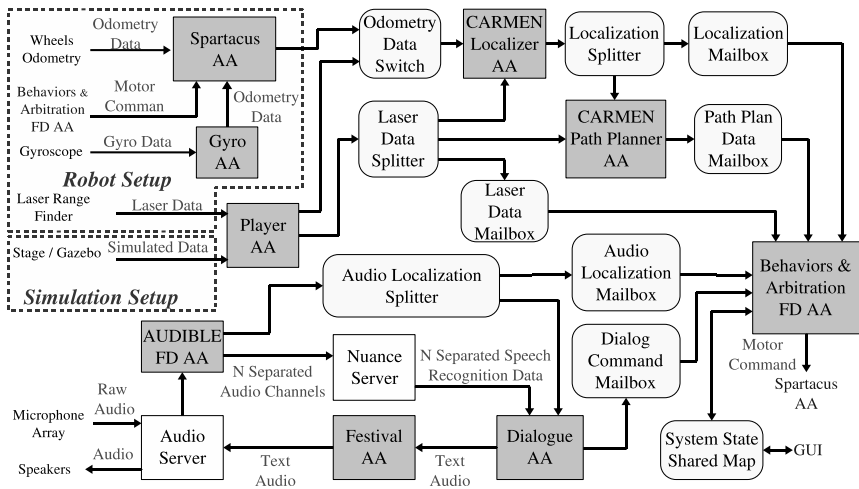 Wheels
Odometry
Odometry
Data
Spartacus
AA
Behaviors &
Arbitration
FD AA
Motor
Comman
Odometry
Data
Gyroscope
Gyro Data
Gyro
AA
Robot Setup
Laser Range
Finder
Laser Data
Player
AA
Stage / Gazebo
Simulated Data
Simulation Setup
Odometry
Data
Switch
CARMEN
Localizer
AA
Localization
Splitter
Localization
Mailbox
Laser
Data
Splitter
CARMEN
Path Planner
AA
Path Plan
Data
Mailbox
Laser
Data
Mailbox
Audio Localization
Splitter
Audio
Localization
Mailbox
Behaviors &
Arbitration
FD AA
AUDIBLE
FD AA
N Separated
Audio Channels
Nuance
Server
N Separated Speech
Recognition Data
Dialog
Command
Mailbox
Motor
Command
Spartacus
AA
Raw
Audio
Microphone
Array
Audio
Speakers
Audio
Server
Text
Audio
Festival
AA
Text
Audio
Dialogue
AA
System State
Shared Map
GUI